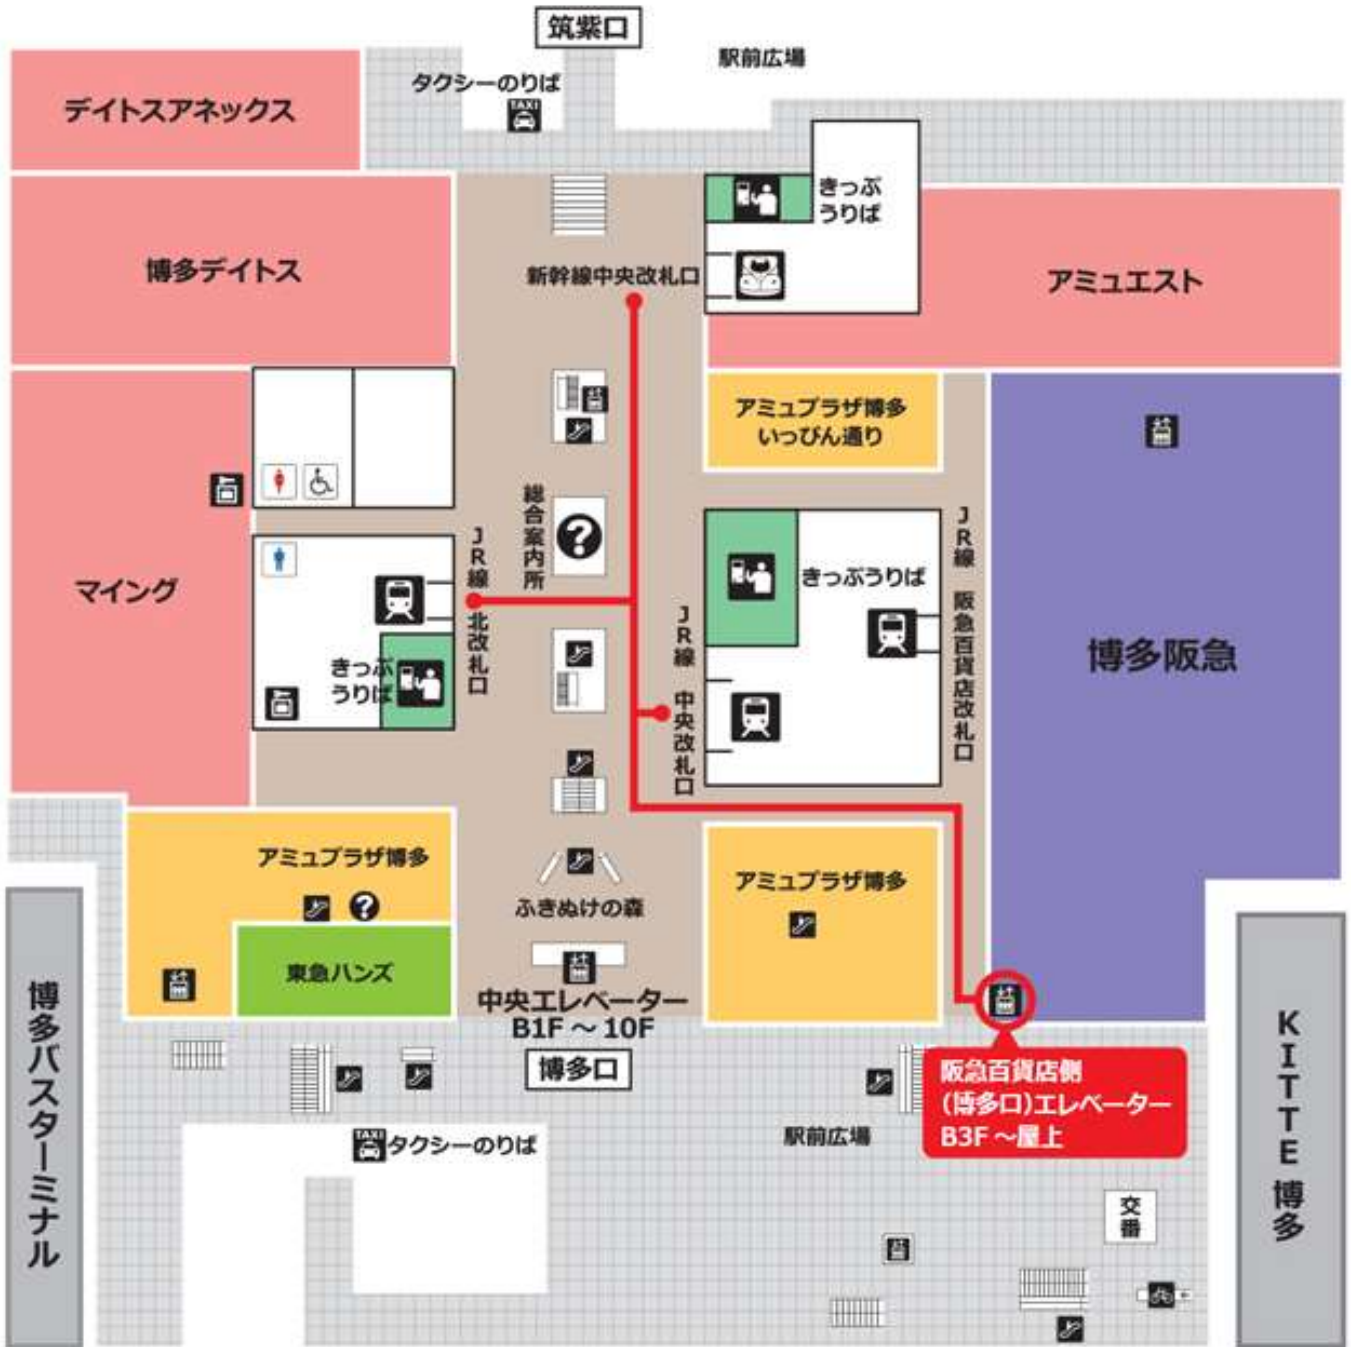 筑紫口
駅前広場
タクシーのりば
TAXI
デイトスアネックス
きっぷ
うりば
博多デイトス
新幹線中央改札口
アミュエスト
アミュプラザ博多
いっぴん通り
総合案内所
?
JR線 北改札口
JR線 阪急百貨店改札口
きっぷうりば
マイング
JR線 中央改札口
博多阪急
きっぷ
うりば
アミュプラザ博多
?
アミュプラザ博多
ふきぬけの森
東急ハンズ
中央エレベーター
B1F ～ 10F
博多口
阪急百貨店側
(博多口)エレベーター
B3F ～屋上
博多バスターミナル
KITTE 博多
TAXI
タクシーのりば
駅前広場
交番